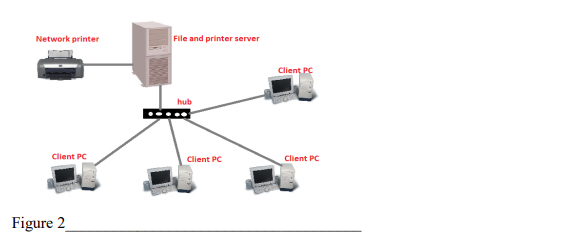 Network printer
File and printer server
Client PC
hub
Client PC
Client PC
Client PC
Figure 2